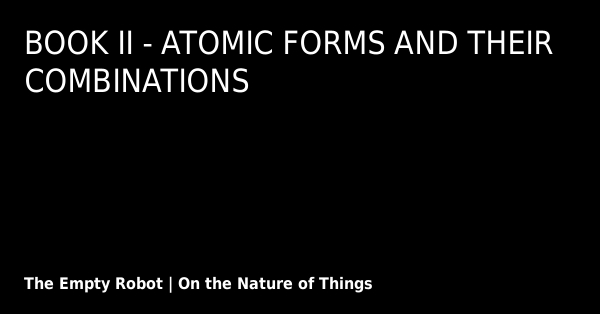 BOOK II - ATOMIC FORMS AND THEIR
COMBINATIONS
The Empty Robot | On the Nature of Things